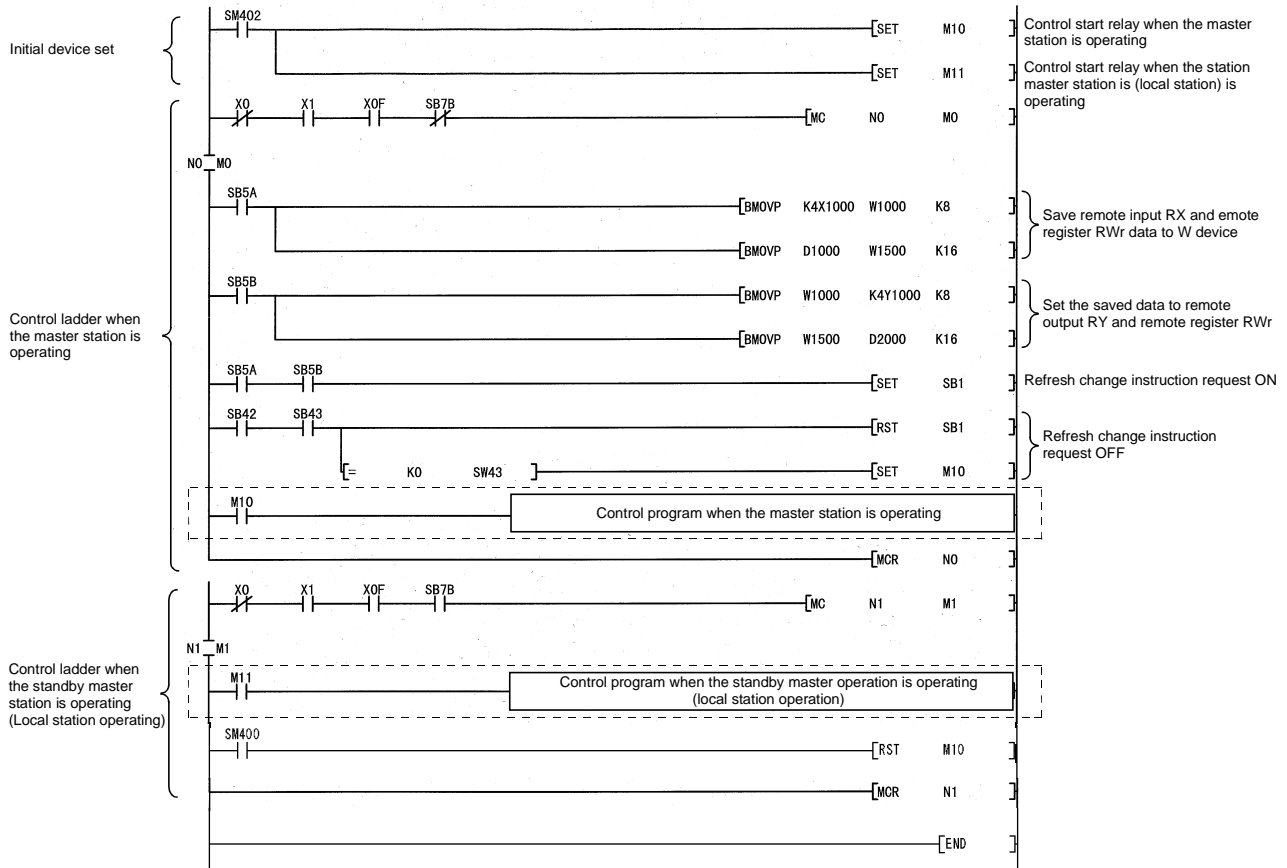 SM402
[SET M10 ]
Control start relay when the master
station is operating
Initial device set
[SET M11 ]
Control start relay when the station
master station is (local station) is
operating
X0 X1 X0F SB7B
[MC N0 M0 ]
N0 M0
SB5A
[BMOVP K4X1000 W1000 K8 ]
[BMOVP D1000 W1500 K16 ]
Save remote input RX and emote
register RWr data to W device
SB5B
[BMOVP W1000 K4Y1000 K8 ]
[BMOVP W1500 D2000 K16 ]
Set the saved data to remote
output RY and remote register RWr
Control ladder when
the master station is
operating
SB5A SB5B
[SET SB1 ]
Refresh change instruction request ON
SB42 SB43
[RST SB1 ]
[= K0 SW43 ]
[SET M10 ]
Refresh change instruction
request OFF
M10
Control program when the master station is operating
[MCR N0 ]
X0 X1 X0F SB7B
[MC N1 M1 ]
N1 M1
Control ladder when
the standby master
station is operating
(Local station operating)
M11
Control program when the standby master operation is operating
(local station operation)
SM400
[RST M10 ]
[MCR N1 ]
[END ]